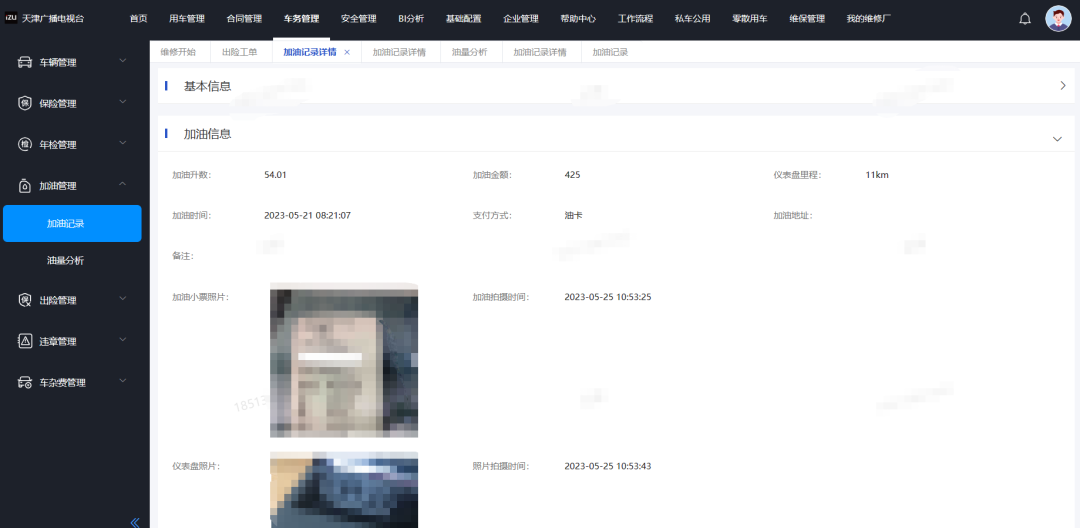 iZU 天津广播电视台 首页 用车管理 合同管理 车务管理 安全管理 BI分析 基础配置 企业管理 帮助中心 工作流程 私车公用 零散用车 维保管理 我的维修厂
维修开始 出险工单 加油记录详情 × 加油记录详情 油量分析 加油记录详情 加油记录
车辆管理
保险管理
年检管理
加油管理
加油记录
油量分析
出险管理
违章管理
车杂费管理
基本信息
加油信息
加油升数: 54.01 加油金额: 425 仪表盘里程: 11km
加油时间: 2023-05-21 08:21:07 支付方式: 油卡 加油地址:
备注:
加油小票照片: 加油拍摄时间: 2023-05-25 10:53:25
仪表盘照片: 照片拍摄时间: 2023-05-25 10:53:43